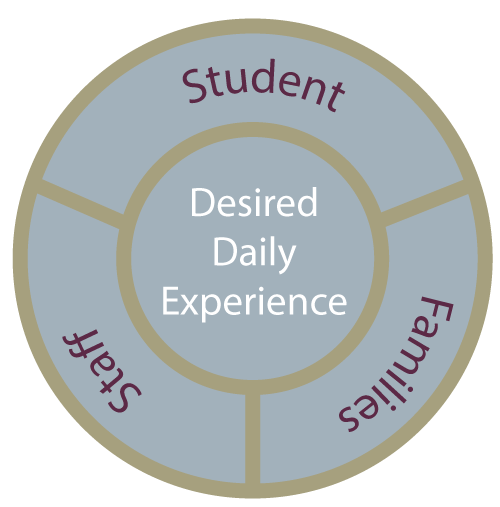 Student
Desired
Daily
Experience
Staff
Families